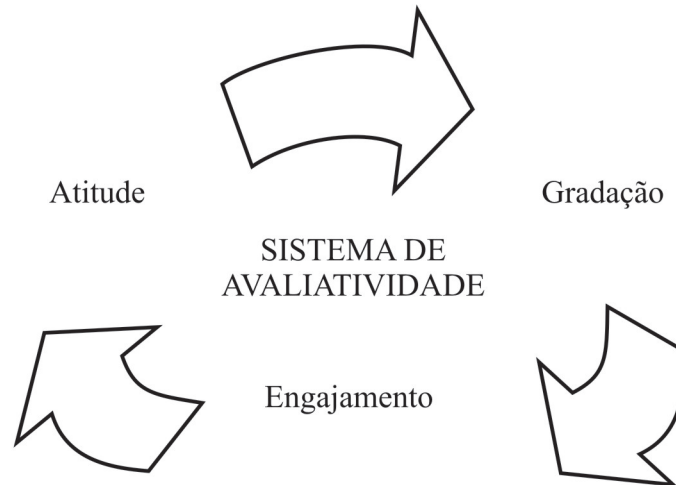 Atitude
Gradação
SISTEMA DE
AVALIATIVIDADE
Engajamento